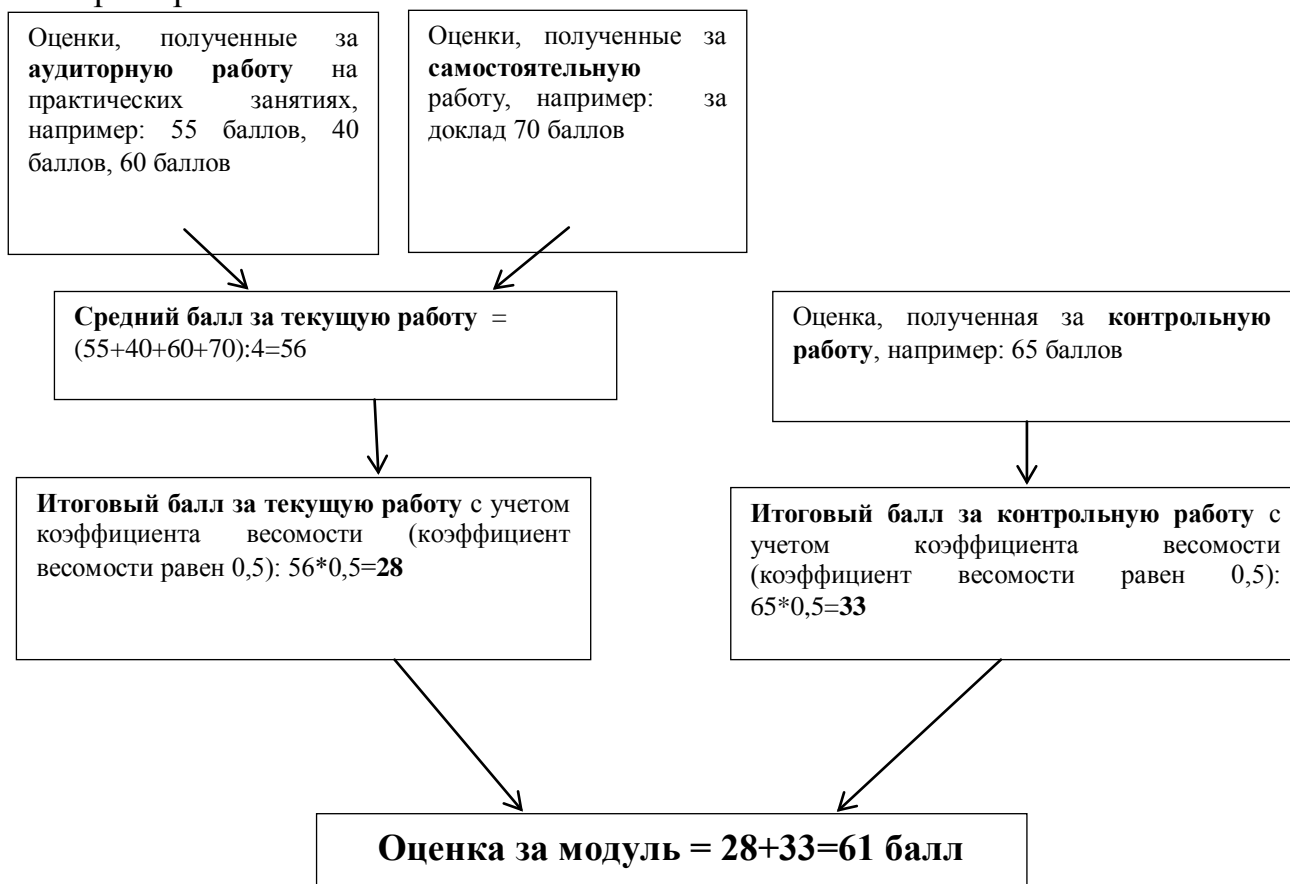 Оценки, полученные за
аудиторную работу на
практических занятиях,
например: 55 баллов, 40
баллов, 60 баллов
Оценки, полученные за
самостоятельную
работу, например: за
доклад 70 баллов
Средний балл за текущую работу =
(55+40+60+70):4=56
Оценка, полученная за контрольную
работу, например: 65 баллов
Итоговый балл за текущую работу с учетом
коэффициента весомости (коэффициент
весомости равен 0,5): 56*0,5=28
Итоговый балл за контрольную работу с
учетом коэффициента весомости
(коэффициент весомости равен 0,5):
65*0,5=33
Оценка за модуль = 28+33=61 балл